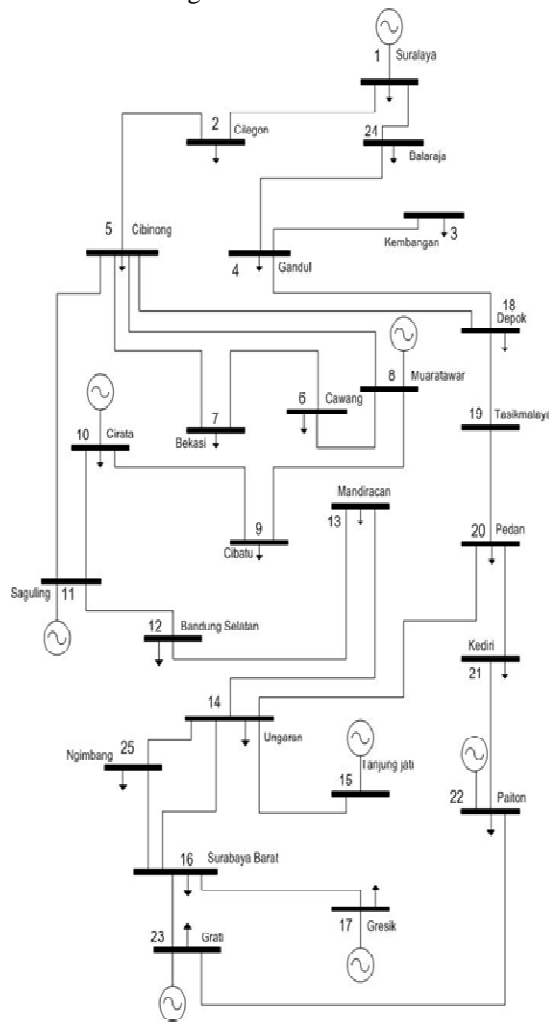 1 Suralaya
2 Cilegon
24 Balaraja
5 Cibinong
Kembangan 3
4 Gandul
18
Depok
8 Muaratawar
6 Cawang
7
Bekasi
19 Tasikmalaya
10 Cirata
Mandiracan
13
9
Cibatu
20 Pedan
Saguling 11
12 Bandung Selatan
Kediri
21
14
Ungaran
Ngimbang 25
Tanjung jati
15
22 Paiton
16 Surabaya Barat
17 Gresik
23 Grati